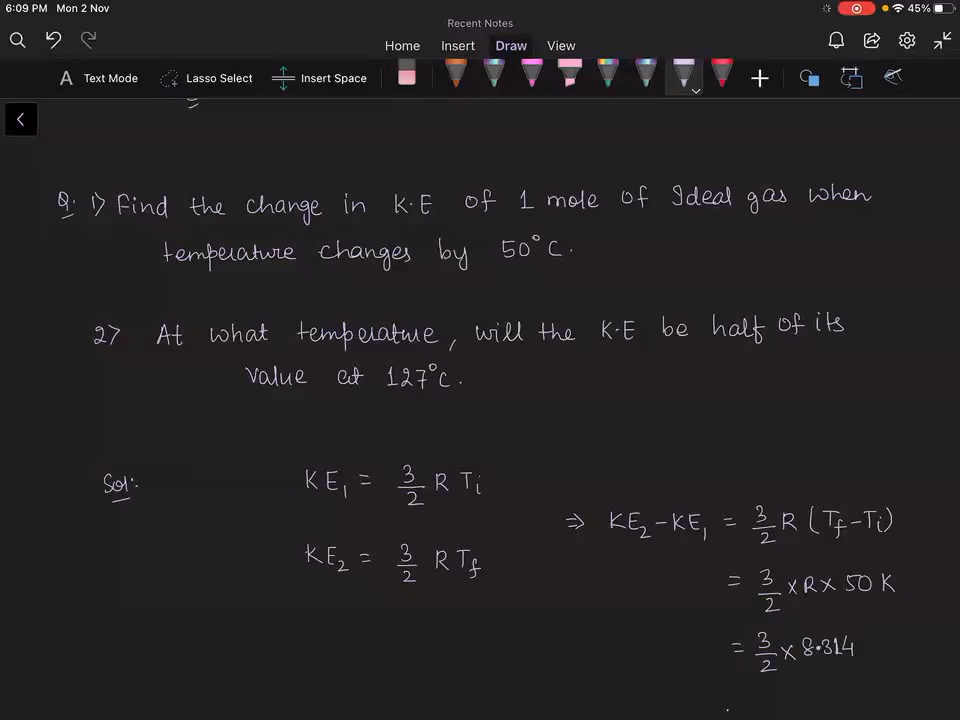 6:09 PM Mon 2 Nov
45%
Recent Notes
Home Insert Draw View
A Text Mode Lasso Select Insert Space
Q. 1) Find the change in K.E of 1 mole of Ideal gas when
temperature changes by 50°C.
2) At what temperature, will the K.E be half of its
value at 127°C.
Sol:
KE₁ = 3/2 R Ti
KE₂ = 3/2 R Tf
⇒ KE₂ - KE₁ = 3/2 R (Tf - Ti)
= 3/2 × R × 50 K
= 3/2 × 8.314